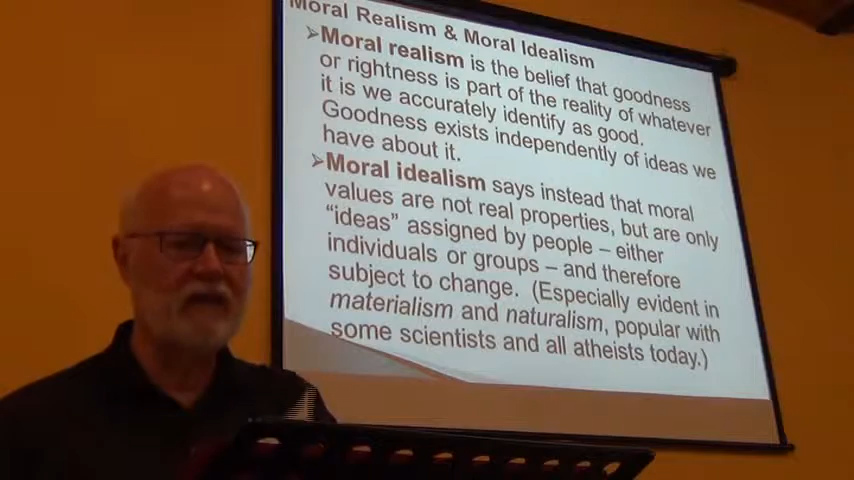 Moral Realism & Moral Idealism
➢Moral realism is the belief that goodness
or rightness is part of the reality of whatever
it is we accurately identify as good.
Goodness exists independently of ideas we
have about it.
➢Moral idealism says instead that moral
values are not real properties, but are only
“ideas” assigned by people – either
individuals or groups – and therefore
subject to change. (Especially evident in
materialism and naturalism, popular with
some scientists and all atheists today.)